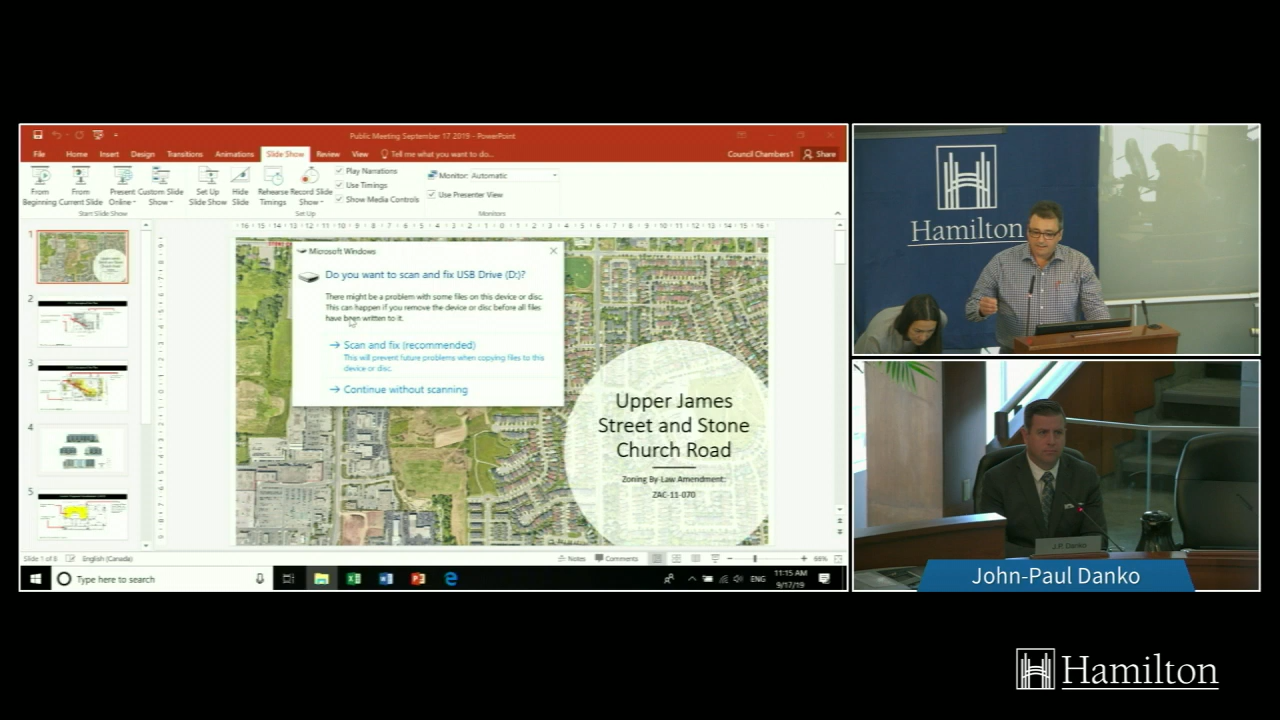 Public Meeting September 17 2019 - PowerPoint
File Home Insert Design Transitions Animations Slide Show Review View Tell me what you want to do... Council Chambers1 Share
From Beginning
From Current Slide
Present Online
Custom Slide Show
Set Up Slide Show
Hide Slide
Rehearse Timings
Record Slide Show
Play Narrations
Use Timings
Show Media Controls
Monitor: Automatic
Use Presenter View
Start Slide Show Set Up Monitors
1
2
3
4
5
Microsoft Windows
Do you want to scan and fix USB Drive (D:)?
There might be a problem with some files on this device or disc.
This can happen if you remove the device or disc before all files
have been written to it.
Scan and fix (recommended)
This will prevent future problems when copying files to this
device or disc.
Continue without scanning
Upper James
Street and Stone
Church Road
Zoning By-Law Amendment:
ZAC-11-070
Slide 1 of 8 English (Canada) Notes Comments 66%
Type here to search ENG 11:15 AM
9/17/19
Hamilton
J.P. Danko
John-Paul Danko
Hamilton